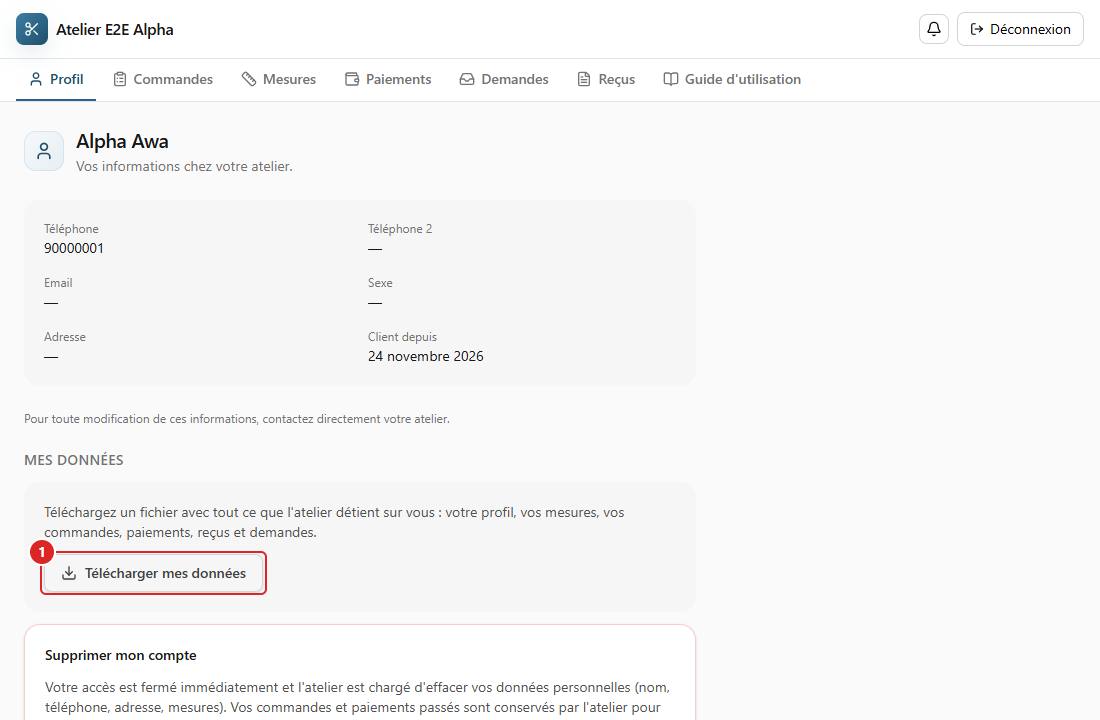 Atelier E2E Alpha
Déconnexion
Profil
Commandes
Mesures
Paiements
Demandes
Reçus
Guide d'utilisation
Alpha Awa
Vos informations chez votre atelier.
Téléphone
90000001
Téléphone 2
—
Email
—
Sexe
—
Adresse
—
Client depuis
24 novembre 2026
Pour toute modification de ces informations, contactez directement votre atelier.
MES DONNÉES
Téléchargez un fichier avec tout ce que l'atelier détient sur vous : votre profil, vos mesures, vos
commandes, paiements, reçus et demandes.
1
Télécharger mes données
Supprimer mon compte
Votre accès est fermé immédiatement et l'atelier est chargé d'effacer vos données personnelles (nom,
téléphone, adresse, mesures). Vos commandes et paiements passés sont conservés par l'atelier pour